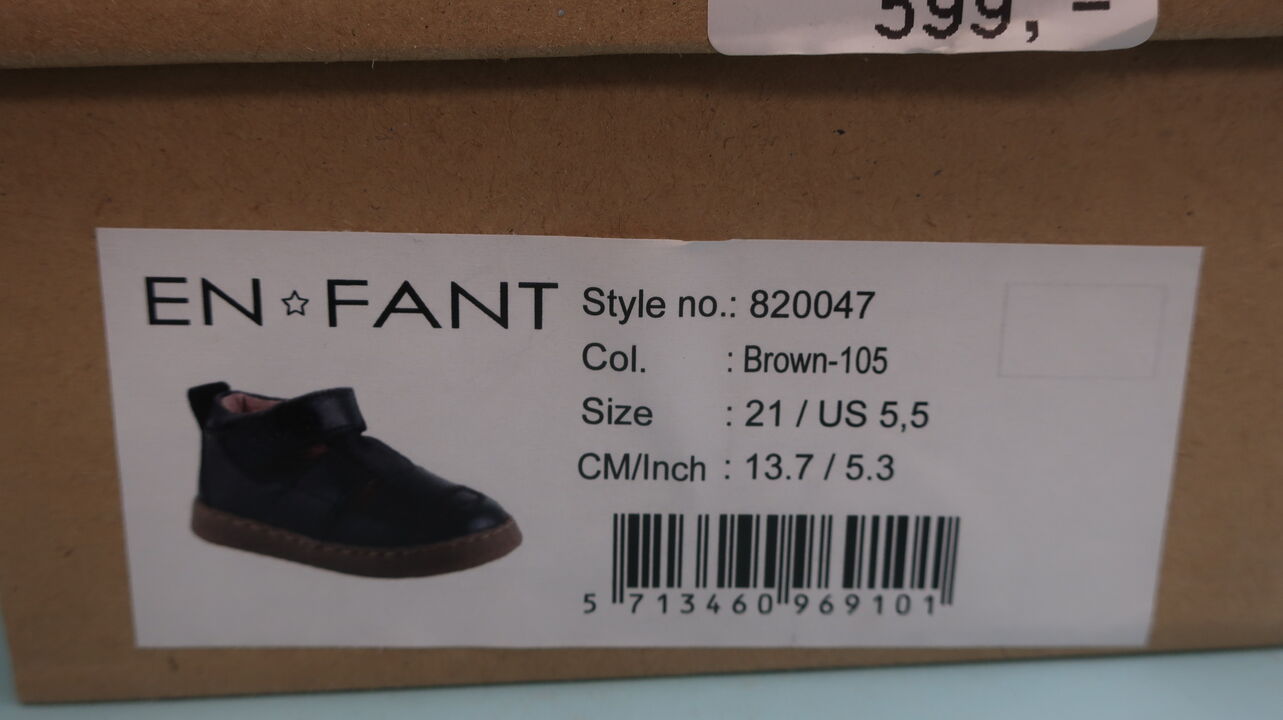 599,-
EN☆FANT
Style no.: 820047
Col. : Brown-105
Size : 21 / US 5,5
CM/Inch : 13.7 / 5.3
5 713460 969101